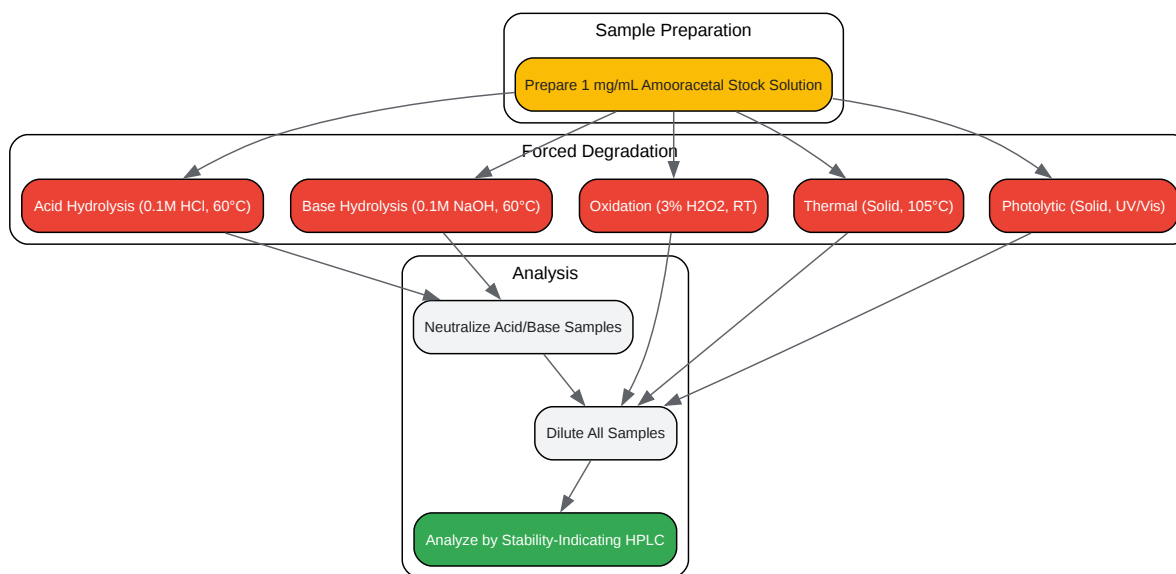 Sample Preparation
Prepare 1 mg/mL Amooracetal Stock Solution
Forced Degradation
Acid Hydrolysis (0.1M HCl, 60°C)
Base Hydrolysis (0.1M NaOH, 60°C)
Oxidation (3% H2O2, RT)
Thermal (Solid, 105°C)
Photolytic (Solid, UV/Vis)
Analysis
Neutralize Acid/Base Samples
Dilute All Samples
Analyze by Stability-Indicating HPLC